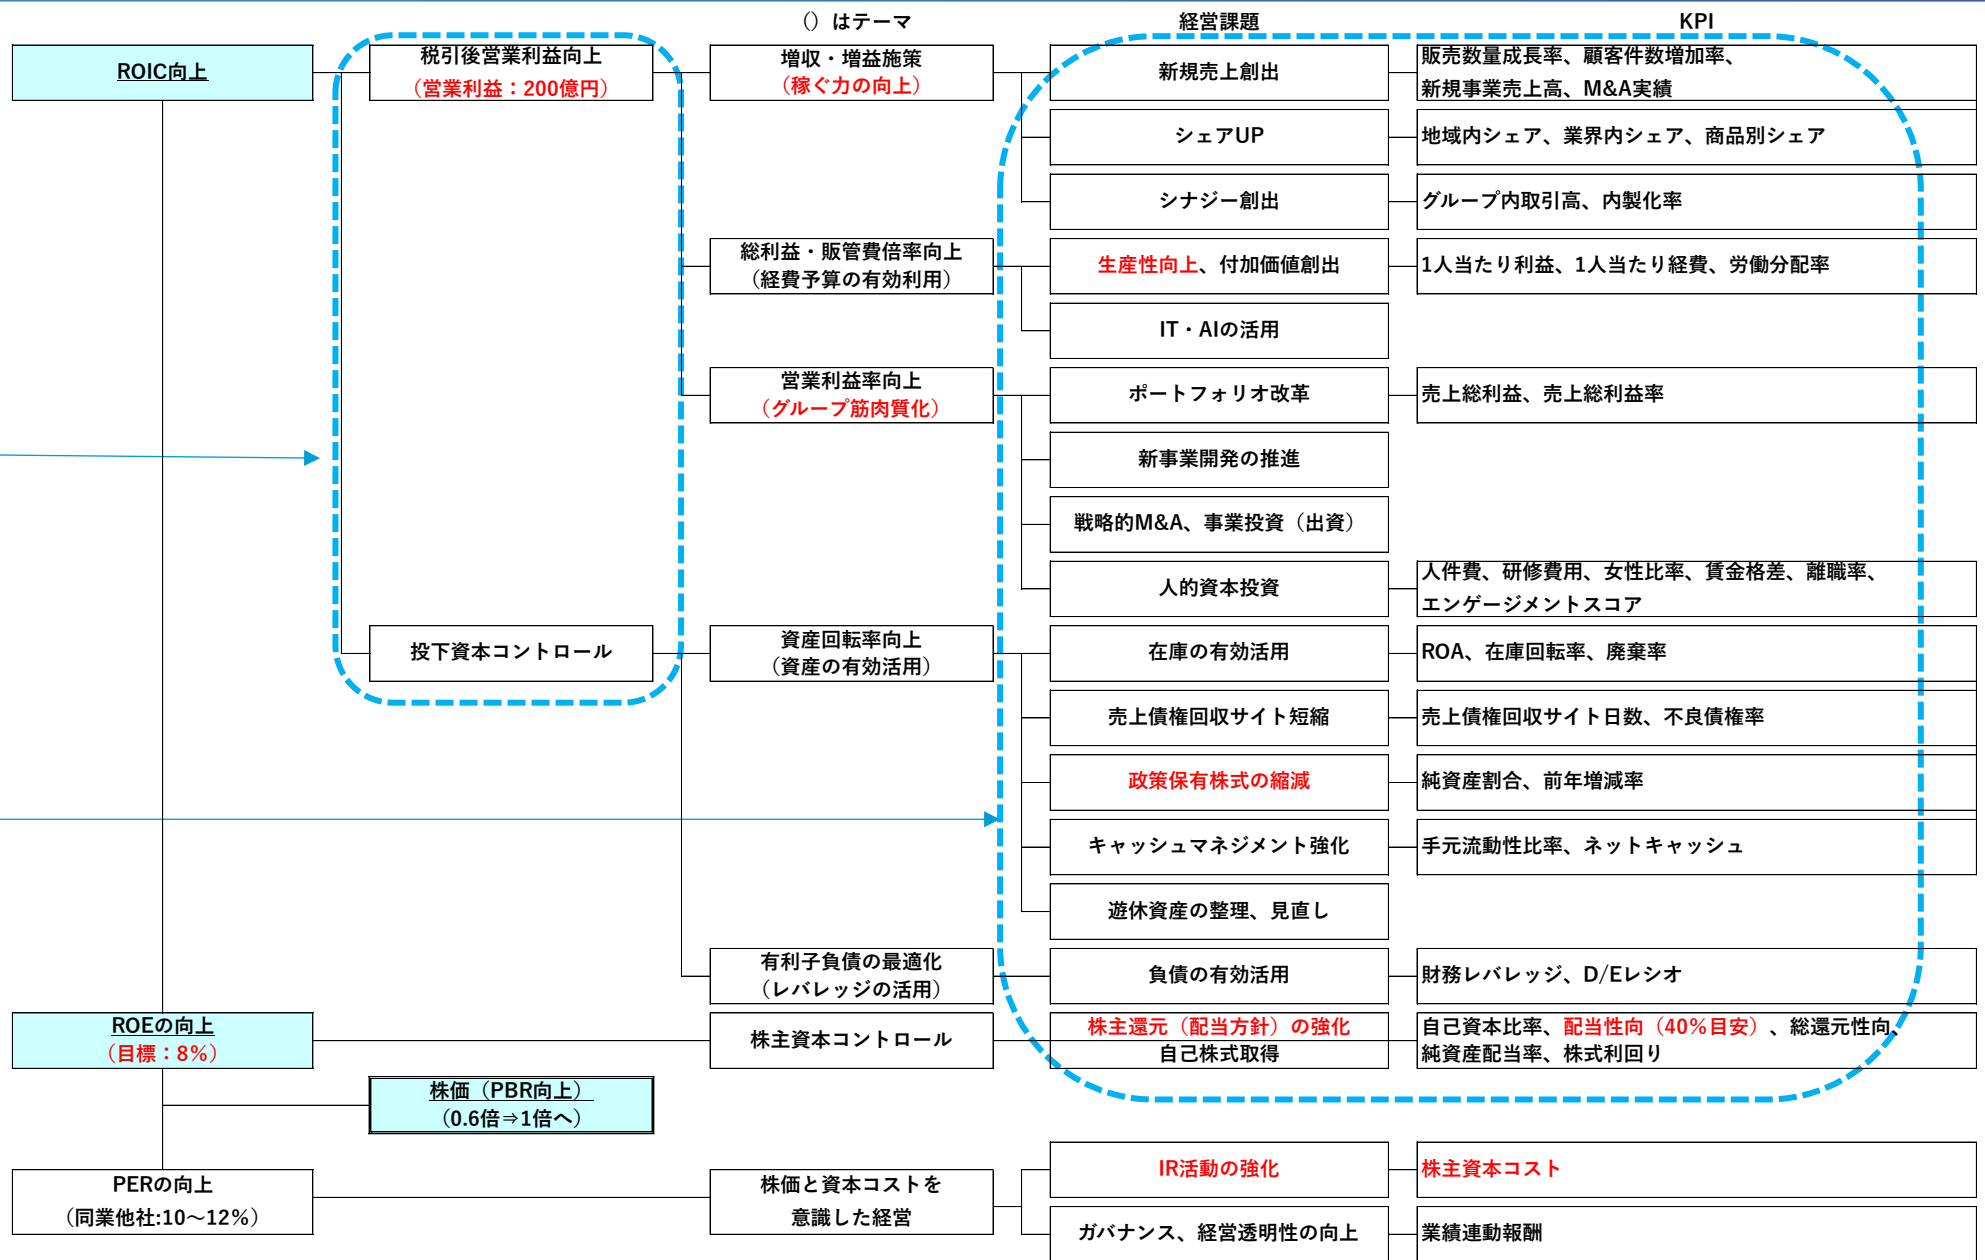 （）はテーマ
経営課題
KPI
ROIC向上
税引後営業利益向上
（営業利益：200億円）
増収・増益施策
（稼ぐ力の向上）
新規売上創出
販売数量成長率、顧客件数増加率、
新規事業売上高、M&A実績
シェアUP
地域内シェア、業界内シェア、商品別シェア
シナジー創出
グループ内取引高、内製化率
総利益・販管費倍率向上
（経費予算の有効利用）
生産性向上、付加価値創出
1人当たり利益、1人当たり経費、労働分配率
IT・AIの活用
営業利益率向上
（グループ筋肉質化）
ポートフォリオ改革
売上総利益、売上総利益率
新事業開発の推進
戦略的M&A、事業投資（出資）
人的資本投資
人件費、研修費用、女性比率、賃金格差、離職率、
エンゲージメントスコア
投下資本コントロール
資産回転率向上
（資産の有効活用）
在庫の有効活用
ROA、在庫回転率、廃棄率
売上債権回収サイト短縮
売上債権回収サイト日数、不良債権率
政策保有株式の縮減
純資産割合、前年増減率
キャッシュマネジメント強化
手元流動性比率、ネットキャッシュ
遊休資産の整理、見直し
有利子負債の最適化
（レバレッジの活用）
負債の有効活用
財務レバレッジ、D/Eレシオ
ROEの向上
（目標：8%）
株主資本コントロール
株主還元（配当方針）の強化
自己株式取得
自己資本比率、配当性向（40%目安）、総還元性向、
純資産配当率、株式利回り
株価（PBR向上）
（0.6倍⇒1倍へ）
PERの向上
（同業他社:10～12%）
株価と資本コストを
意識した経営
IR活動の強化
株主資本コスト
ガバナンス、経営透明性の向上
業績連動報酬